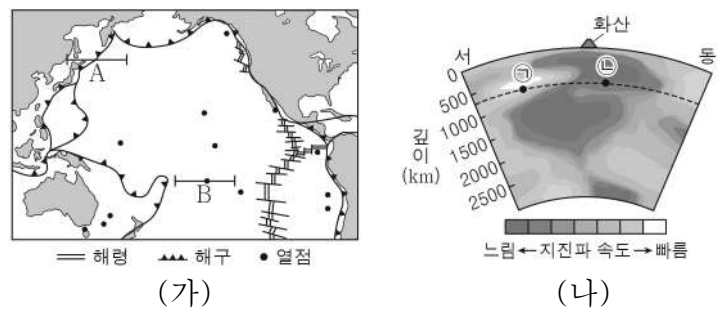 A
B
해령 해구 열점
(가)
화산
서 동
㉠ ㉡
0
500
1000
1500
2000
2500
깊이
(km)
느림 ← 지진파 속도 → 빠름
(나)